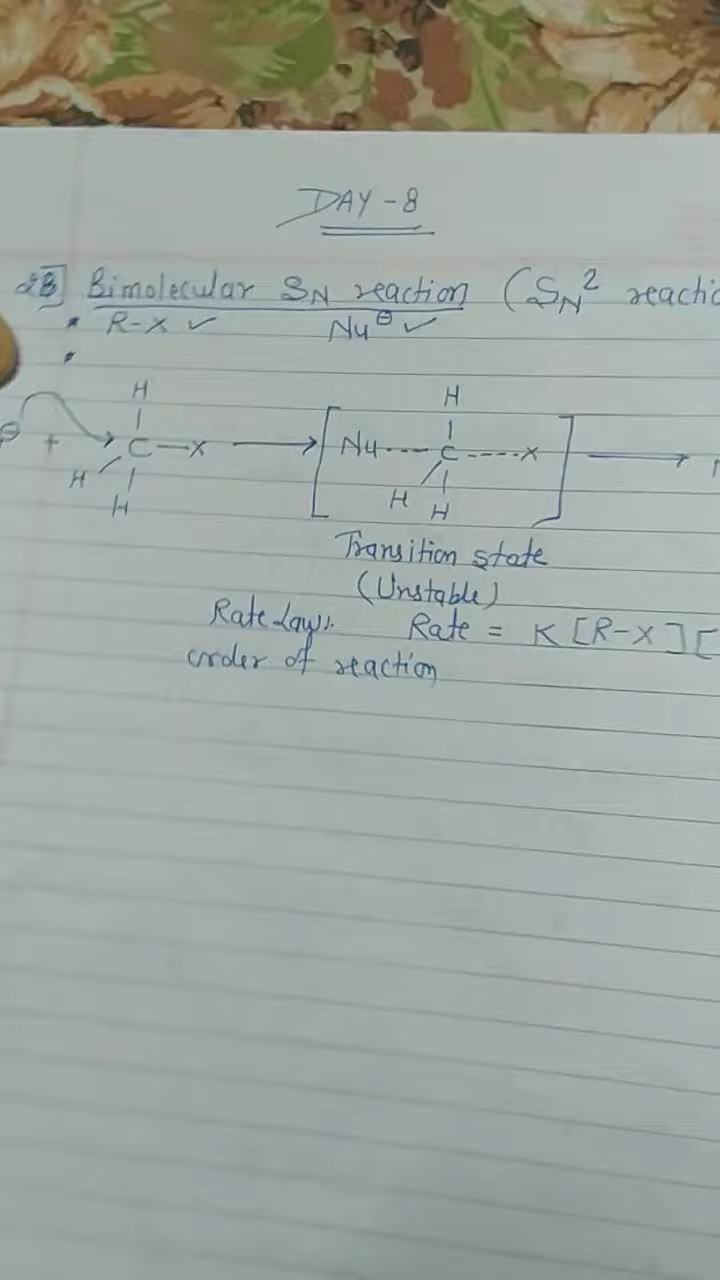 DAY - 8
2B] Bimolecular SN reaction (SN2 reactio
• R-X ✓ Nu⊖ ✓
•
H H
⊖ + C—X ⟶ [Nu----C----X] ⟶
H H
H H
Transition state
(Unstable)
Rate Law:- Rate = K [R-X] [
order of reaction